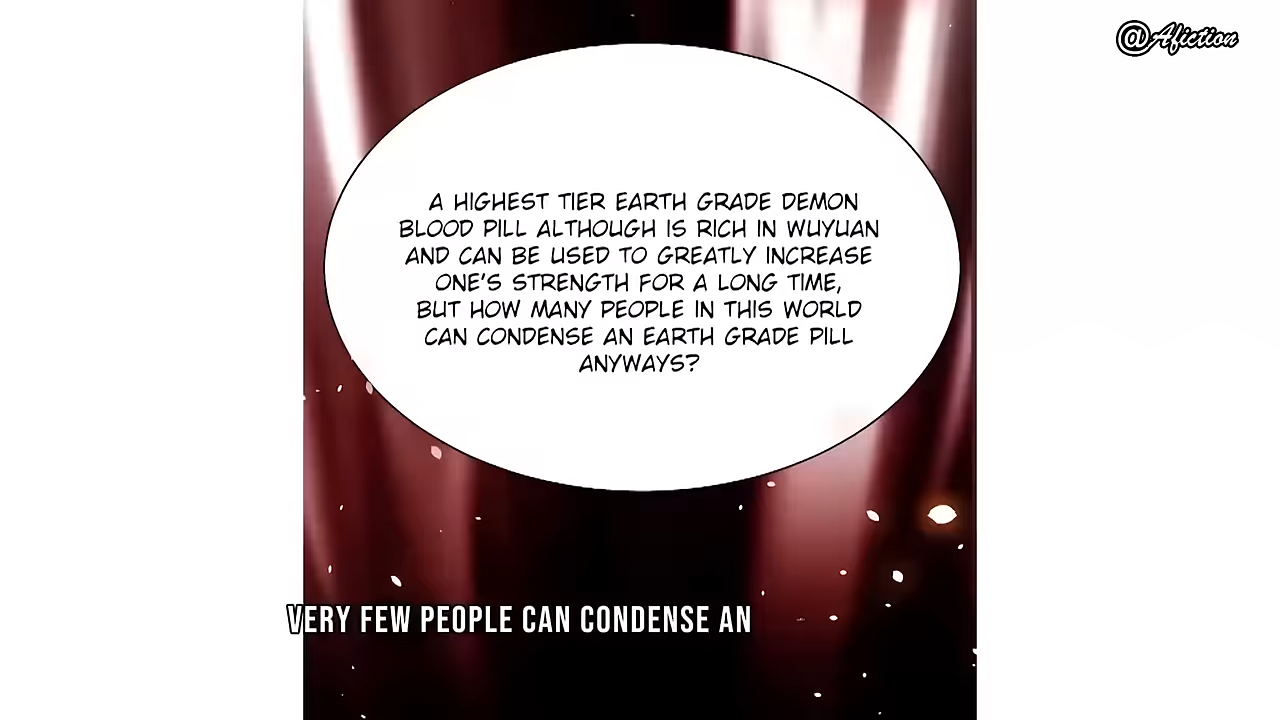 @Afiction
A HIGHEST TIER EARTH GRADE DEMON
BLOOD PILL ALTHOUGH IS RICH IN WUYUAN
AND CAN BE USED TO GREATLY INCREASE
ONE'S STRENGTH FOR A LONG TIME,
BUT HOW MANY PEOPLE IN THIS WORLD
CAN CONDENSE AN EARTH GRADE PILL
ANYWAYS?
VERY FEW PEOPLE CAN CONDENSE AN